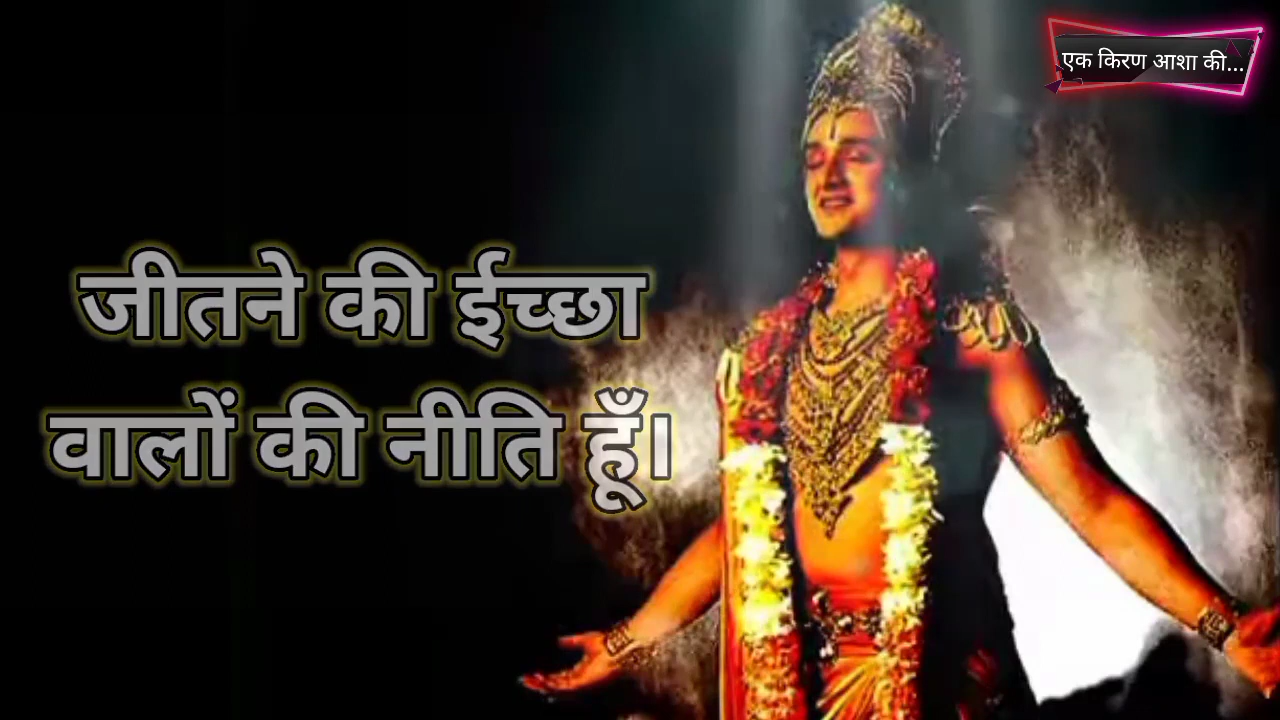 एक किरण आशा की...
जीतने की ईच्छा
वालों की नीति हूँ।